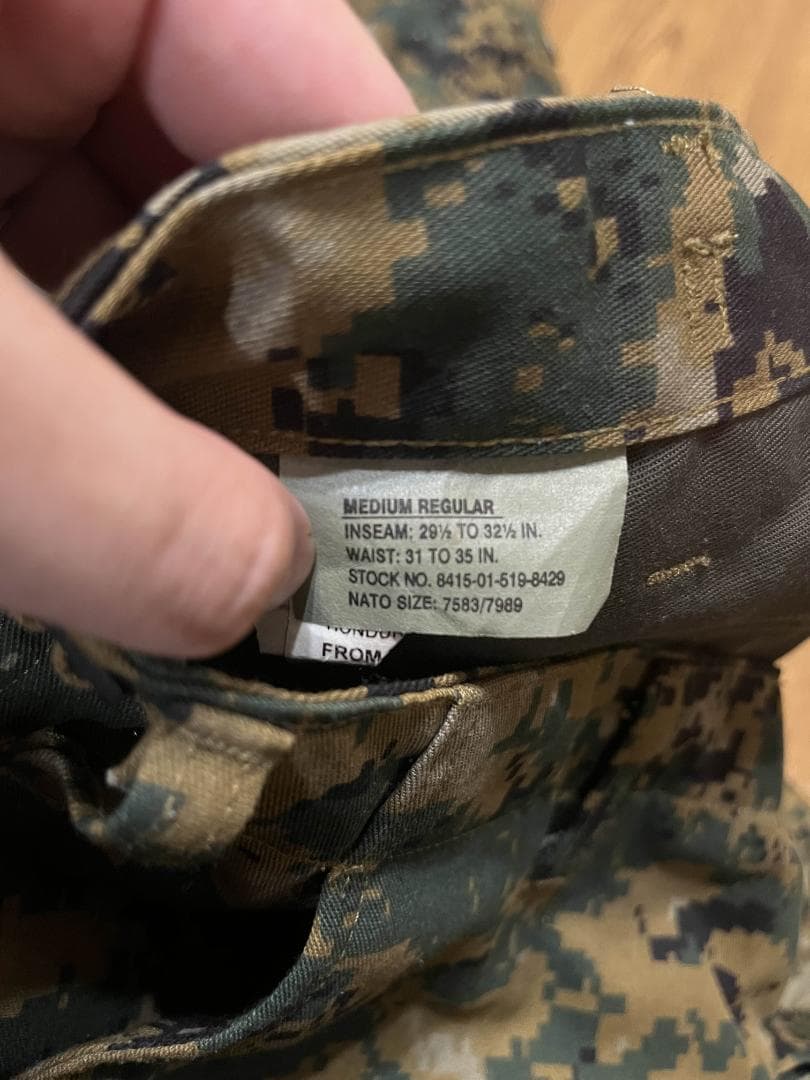 MEDIUM REGULAR
INSEAM: 29½ TO 32½ IN.
WAIST: 31 TO 35 IN.
STOCK NO. 8415-01-519-8429
NATO SIZE: 7583/7989
FROM